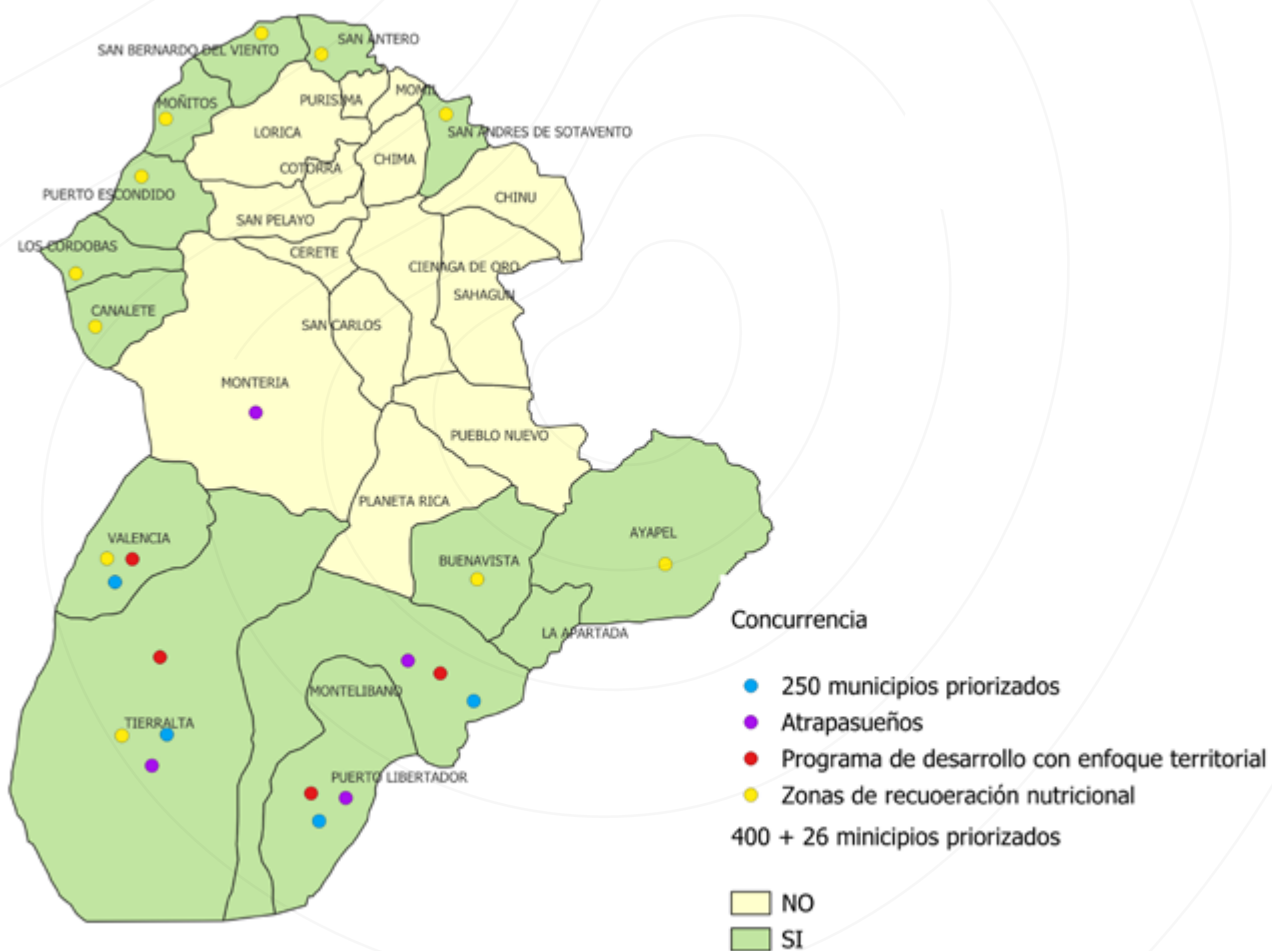 SAN ANTERO
SAN BERNARDO DEL VIENTO
MOMIL
PURISIMA
MOÑITOS
LORICA
SAN ANDRES DE SOTAVENTO
CHIMA
COTORRA
PUERTO ESCONDIDO
CHINU
SAN PELAYO
LOS CORDOBAS
CERETE
CIENAGA DE ORO
SAHAGUN
CANALETE
SAN CARLOS
MONTERIA
PUEBLO NUEVO
PLANETA RICA
AYAPEL
VALENCIA
BUENAVISTA
LA APARTADA
MONTELIBANO
TIERRALTA
PUERTO LIBERTADOR
Concurrencia
250 municipios priorizados
Atrapasueños
Programa de desarrollo con enfoque territorial
Zonas de recuoeración nutricional
400 + 26 minicipios priorizados
NO
SI